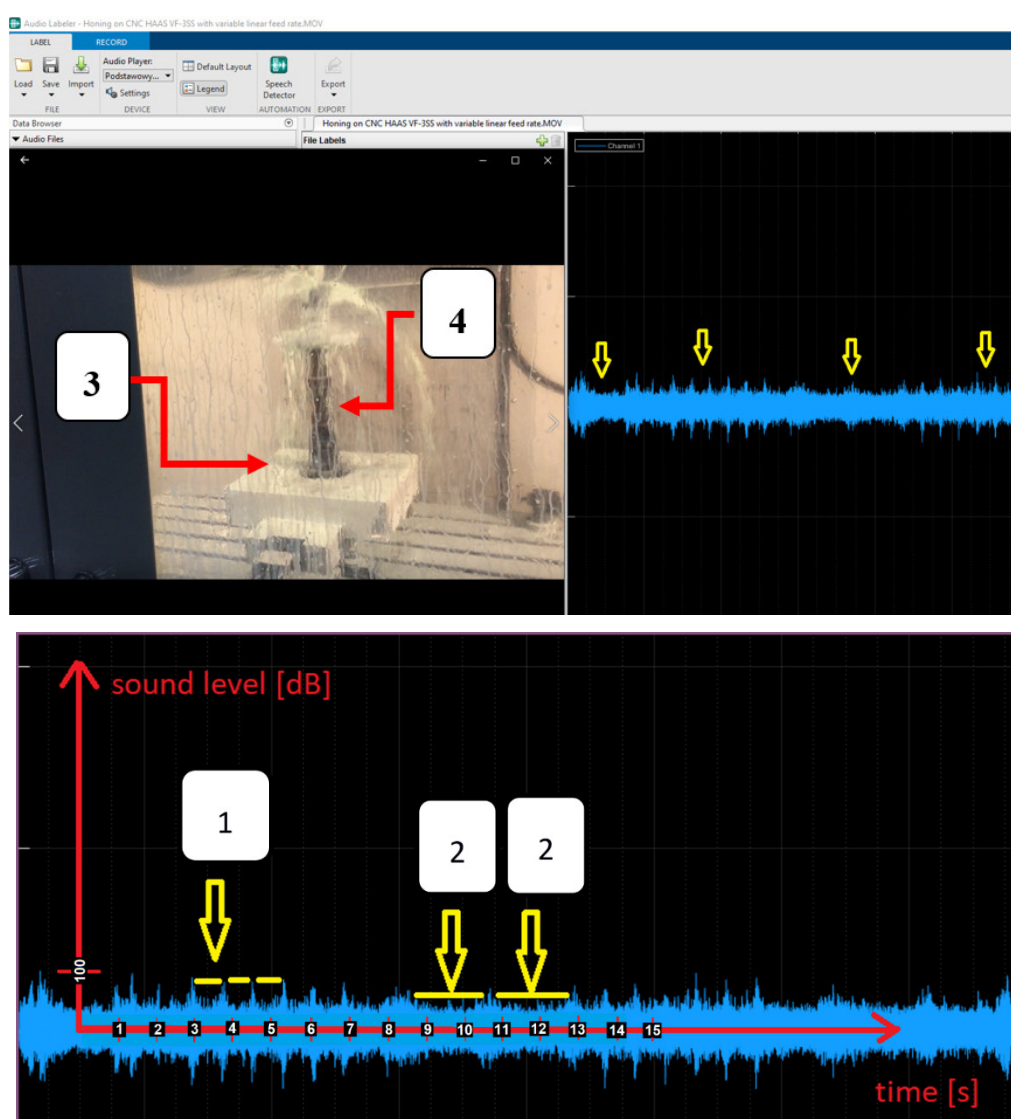 Audio Labeler - Honing on CNC HAAS VF-3SS with variable linear feed rate.MOV
LABEL RECORD
Audio Player:
Podstawowy...
Default Layout
Load Save Import Settings Legend Speech Detector Export
FILE DEVICE VIEW AUTOMATION EXPORT
Data Browser Honing on CNC HAAS VF-3SS with variable linear feed rate.MOV
Audio Files File Labels
Channel 1
4
3
sound level [dB]
1
2 2
100
1 2 3 4 5 6 7 8 9 10 11 12 13 14 15
time [s]